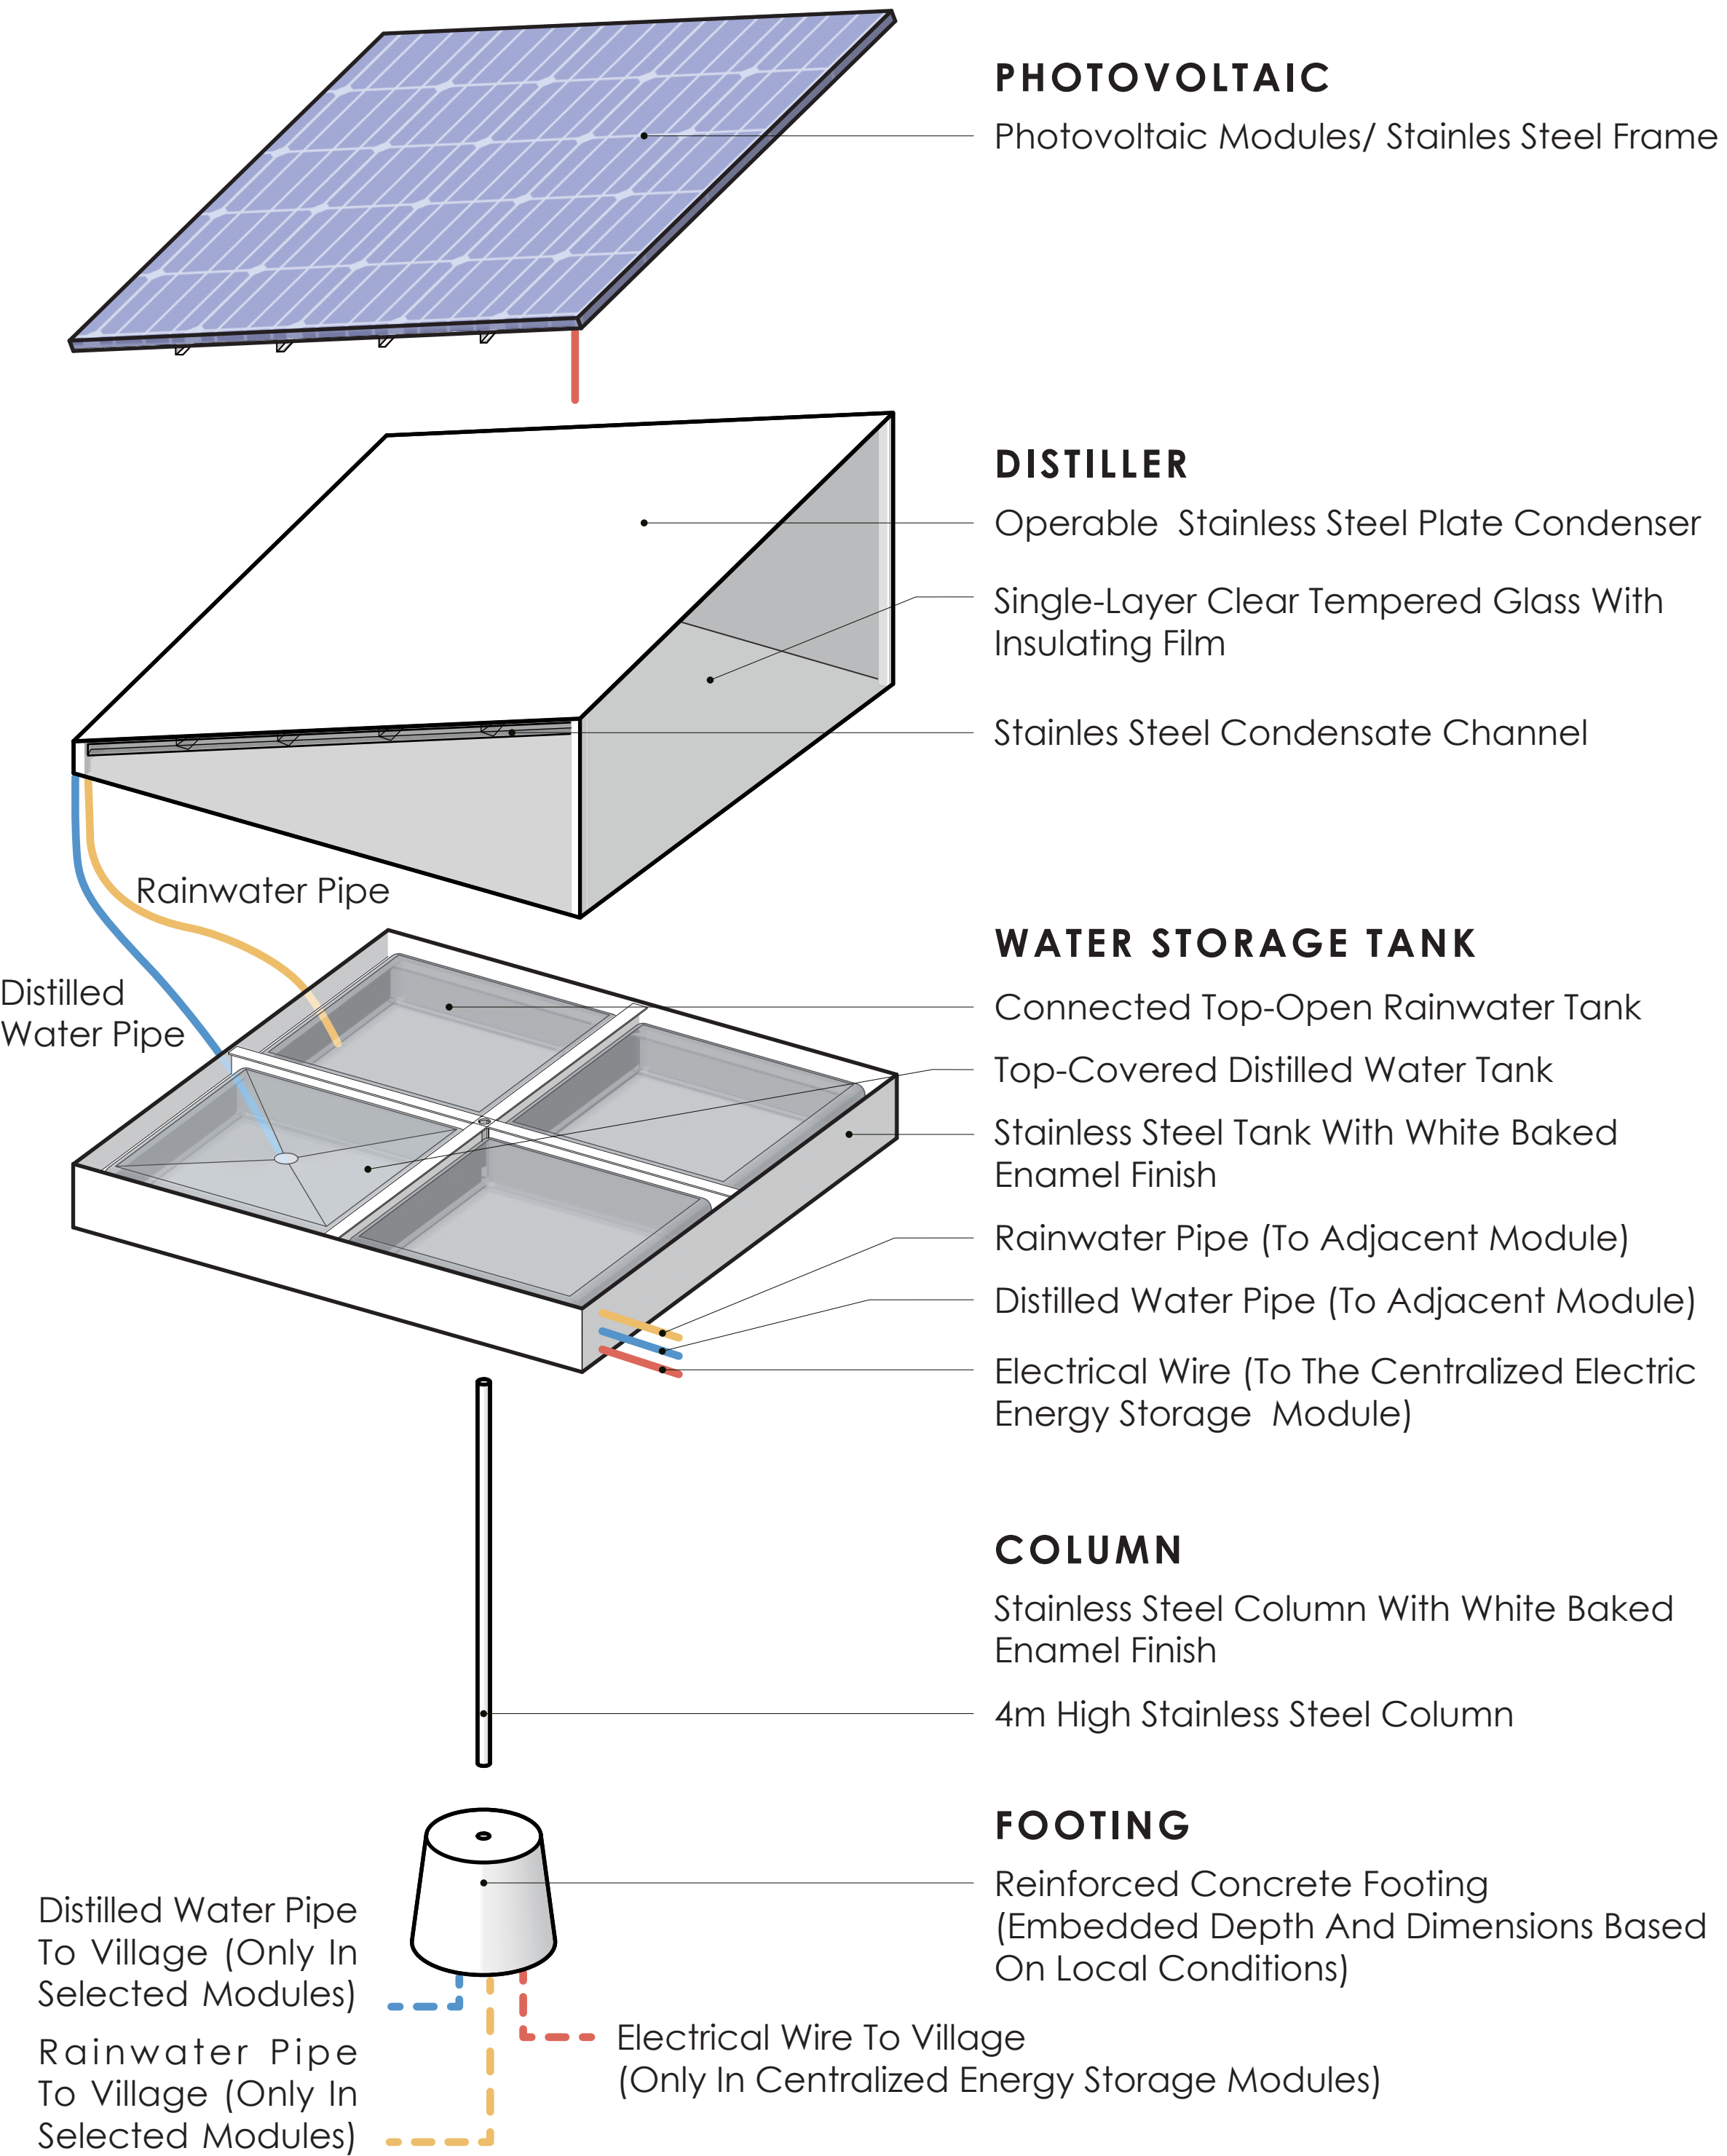 PHOTOVOLTAIC
Photovoltaic Modules/ Stainles Steel Frame
DISTILLER
Operable Stainless Steel Plate Condenser
Single-Layer Clear Tempered Glass With
Insulating Film
Stainles Steel Condensate Channel
Rainwater Pipe
Distilled
Water Pipe
WATER STORAGE TANK
Connected Top-Open Rainwater Tank
Top-Covered Distilled Water Tank
Stainless Steel Tank With White Baked
Enamel Finish
Rainwater Pipe (To Adjacent Module)
Distilled Water Pipe (To Adjacent Module)
Electrical Wire (To The Centralized Electric
Energy Storage Module)
COLUMN
Stainless Steel Column With White Baked
Enamel Finish
4m High Stainless Steel Column
FOOTING
Reinforced Concrete Footing
(Embedded Depth And Dimensions Based
On Local Conditions)
Distilled Water Pipe
To Village (Only In
Selected Modules)
Rainwater Pipe
To Village (Only In
Selected Modules)
Electrical Wire To Village
(Only In Centralized Energy Storage Modules)